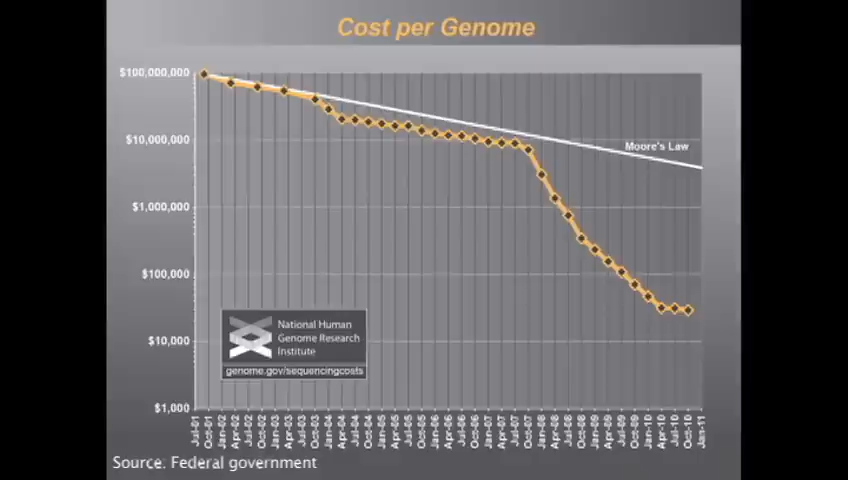 Cost per Genome
$100,000,000
$10,000,000
$1,000,000
$100,000
$10,000
$1,000
Moore's Law
National Human
Genome Research
Institute
genome.gov/sequencingcosts
Jul-01
Oct-01
Jan-02
Apr-02
Jul-02
Oct-02
Jan-03
Apr-03
Jul-03
Oct-03
Jan-04
Apr-04
Jul-04
Oct-04
Jan-05
Apr-05
Jul-05
Oct-05
Jan-06
Apr-06
Jul-06
Oct-06
Jan-07
Apr-07
Jul-07
Oct-07
Jan-08
Apr-08
Jul-08
Oct-08
Jan-09
Apr-09
Jul-09
Oct-09
Jan-10
Apr-10
Jul-10
Oct-10
Jan-11
Source. Federal government